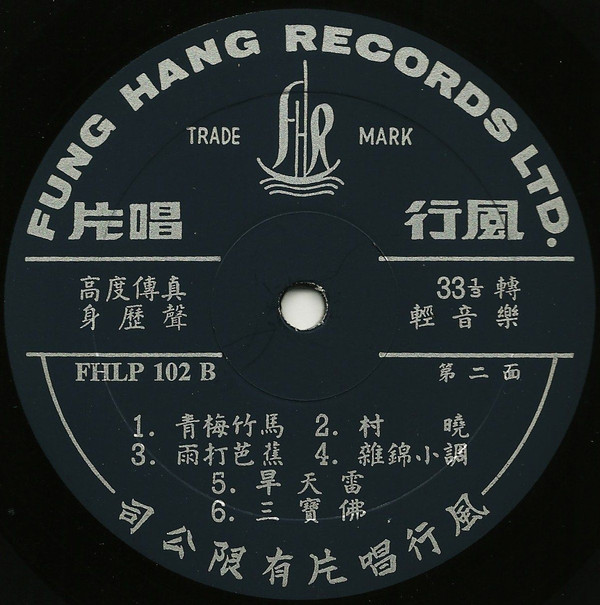 FUNG HANG RECORDS LTD.
FHR
TRADE MARK
風行唱片
高度傳真 33⅓ 轉
身歷聲 輕音樂
FHLP 102 B 第二面
1. 青梅竹馬 2. 村曉
3. 雨打芭蕉 4. 雜錦小調
5. 旱天雷
6. 三寶佛
風行唱片有限公司